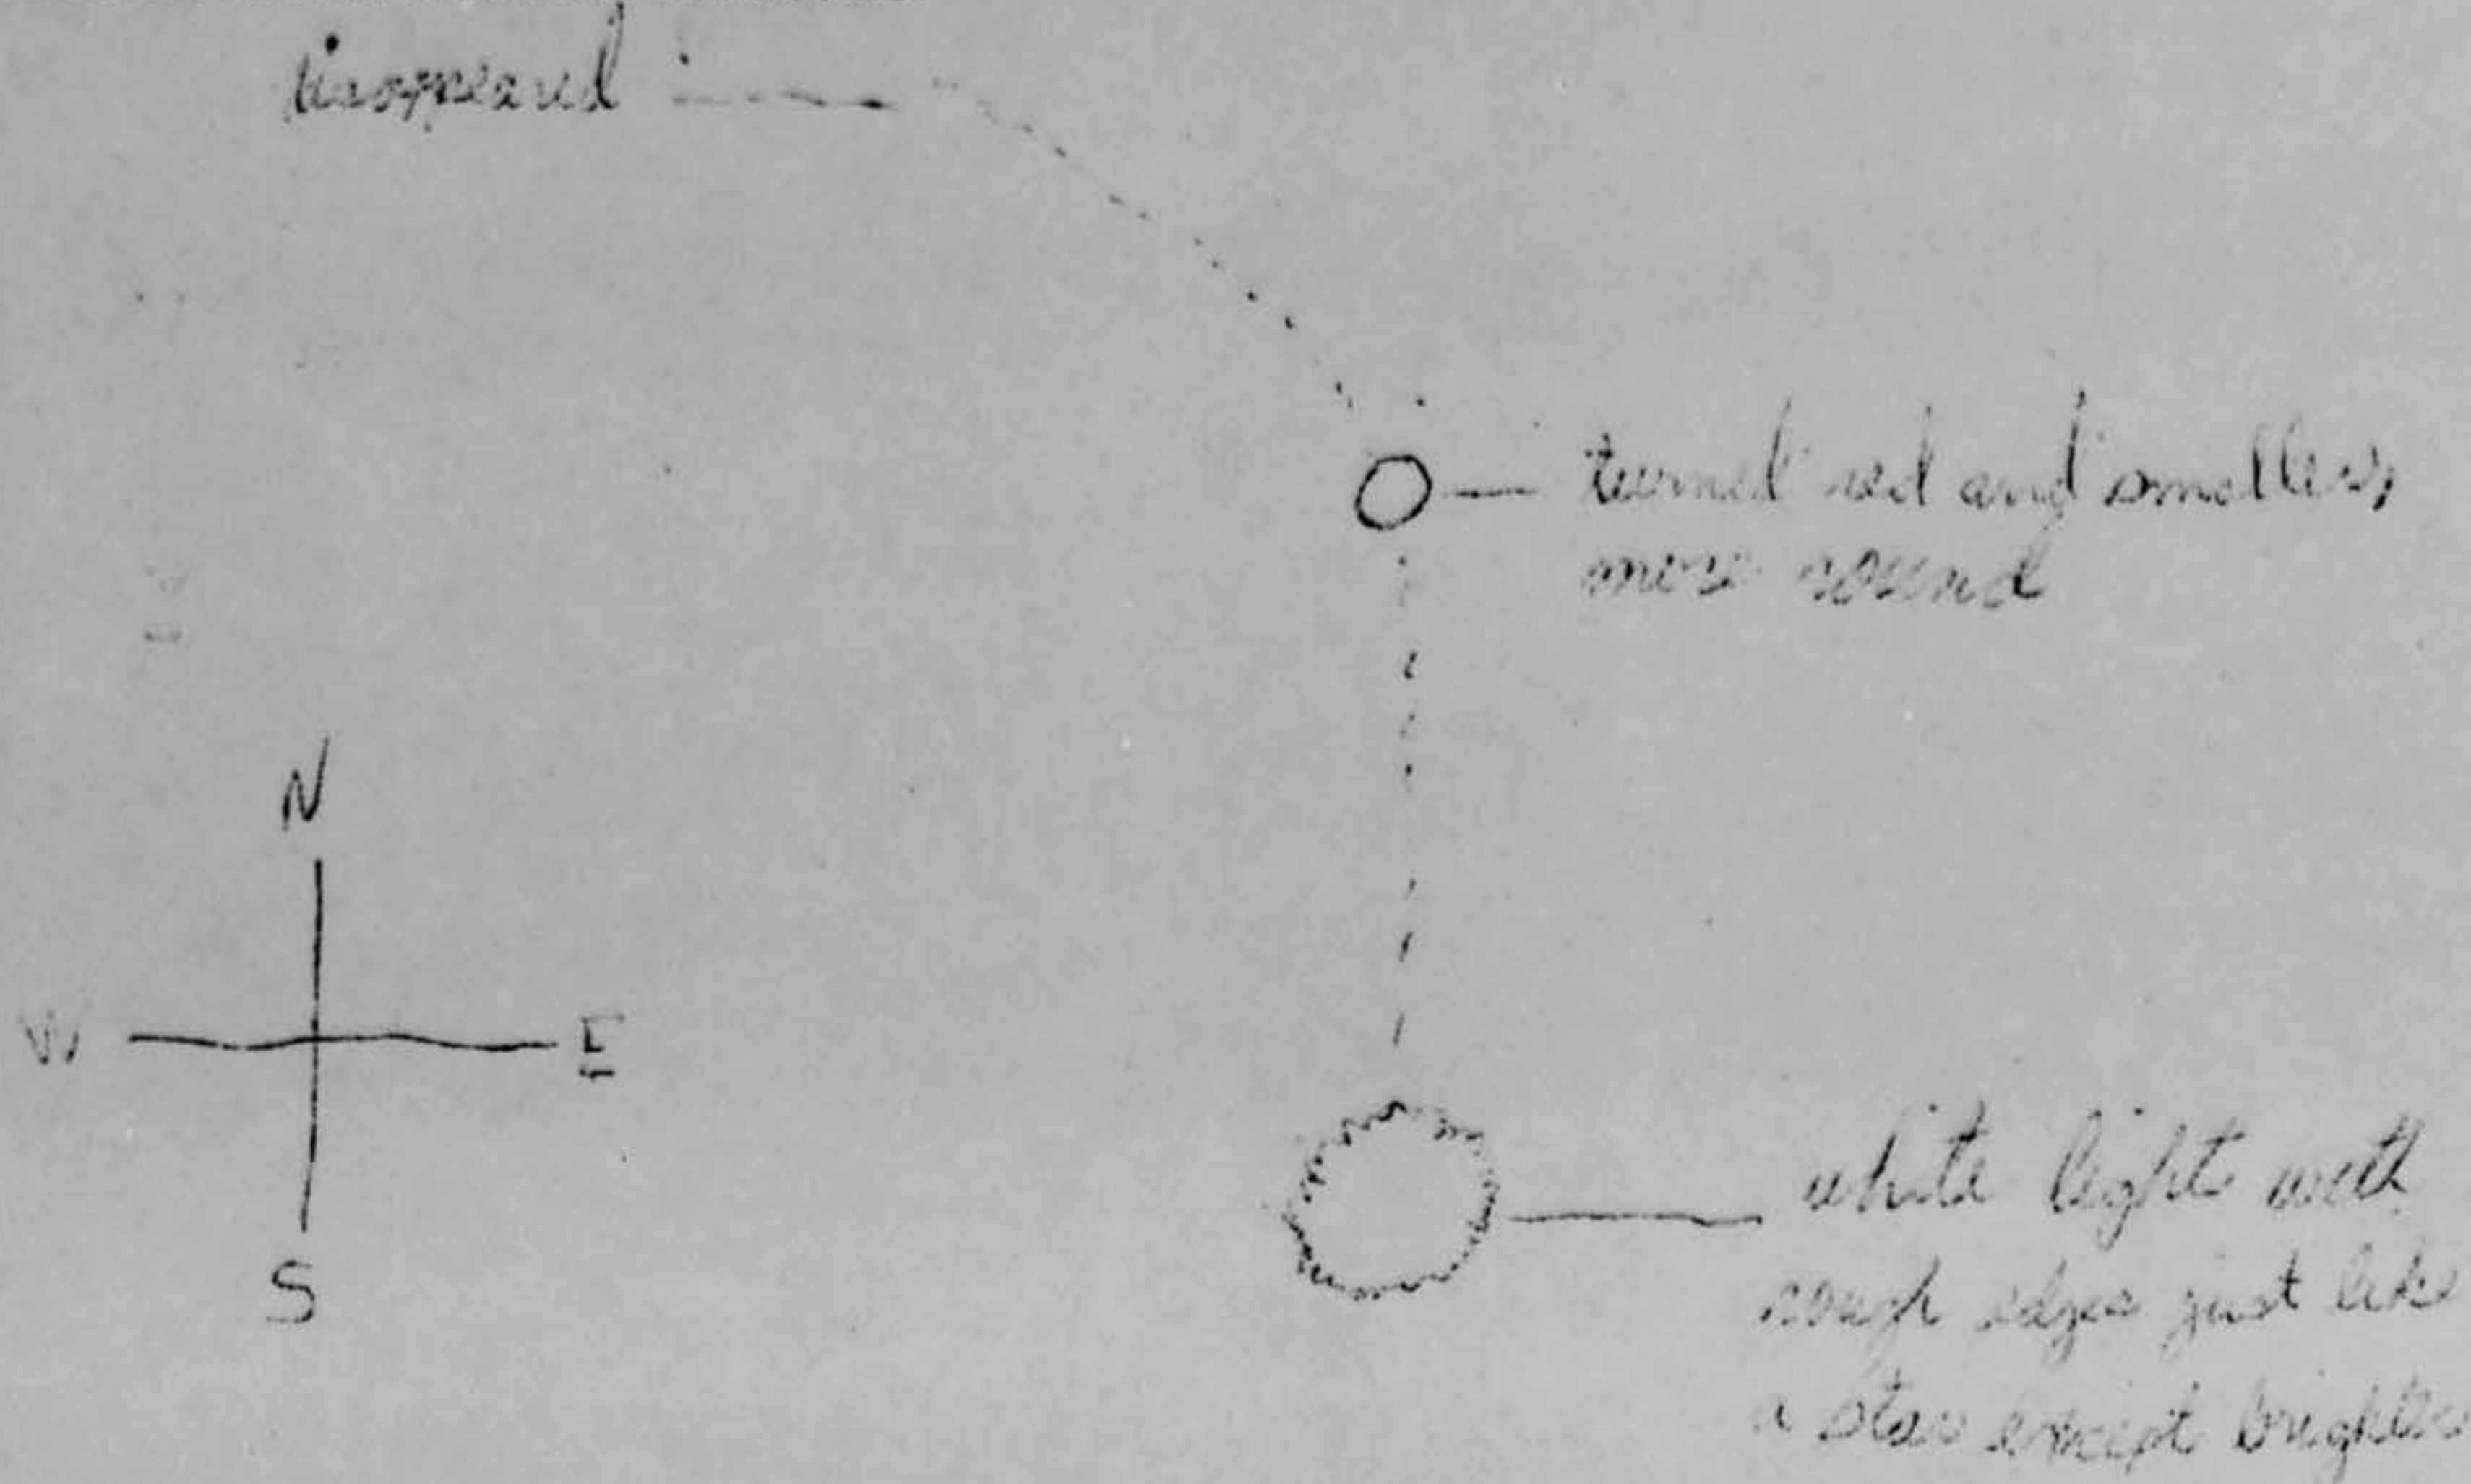 disappeared
turned red and smaller,
more round
N
W E
S
white light with
rough edges just like
a star except brighter